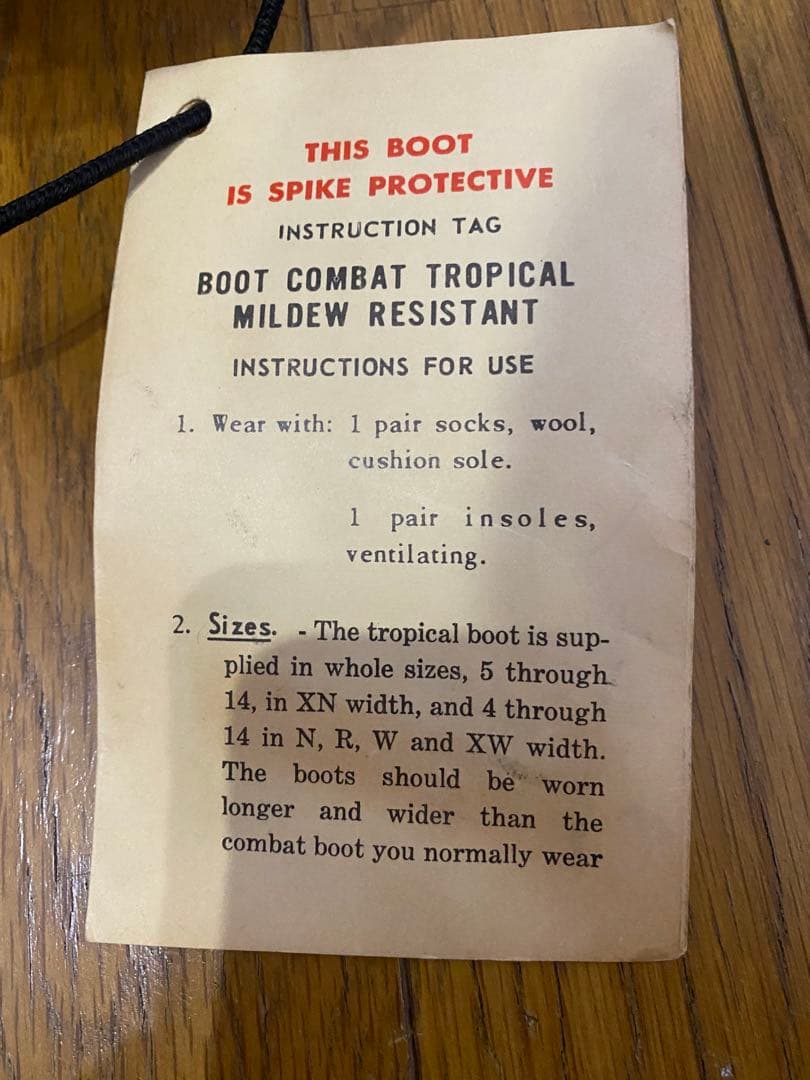 THIS BOOT
IS SPIKE PROTECTIVE
INSTRUCTION TAG
BOOT COMBAT TROPICAL
MILDEW RESISTANT
INSTRUCTIONS FOR USE
1. Wear with: 1 pair socks, wool,
cushion sole.
1 pair insoles,
ventilating.
2. Sizes. - The tropical boot is sup-
plied in whole sizes, 5 through
14, in XN width, and 4 through
14 in N, R, W and XW width.
The boots should be worn
longer and wider than the
combat boot you normally wear